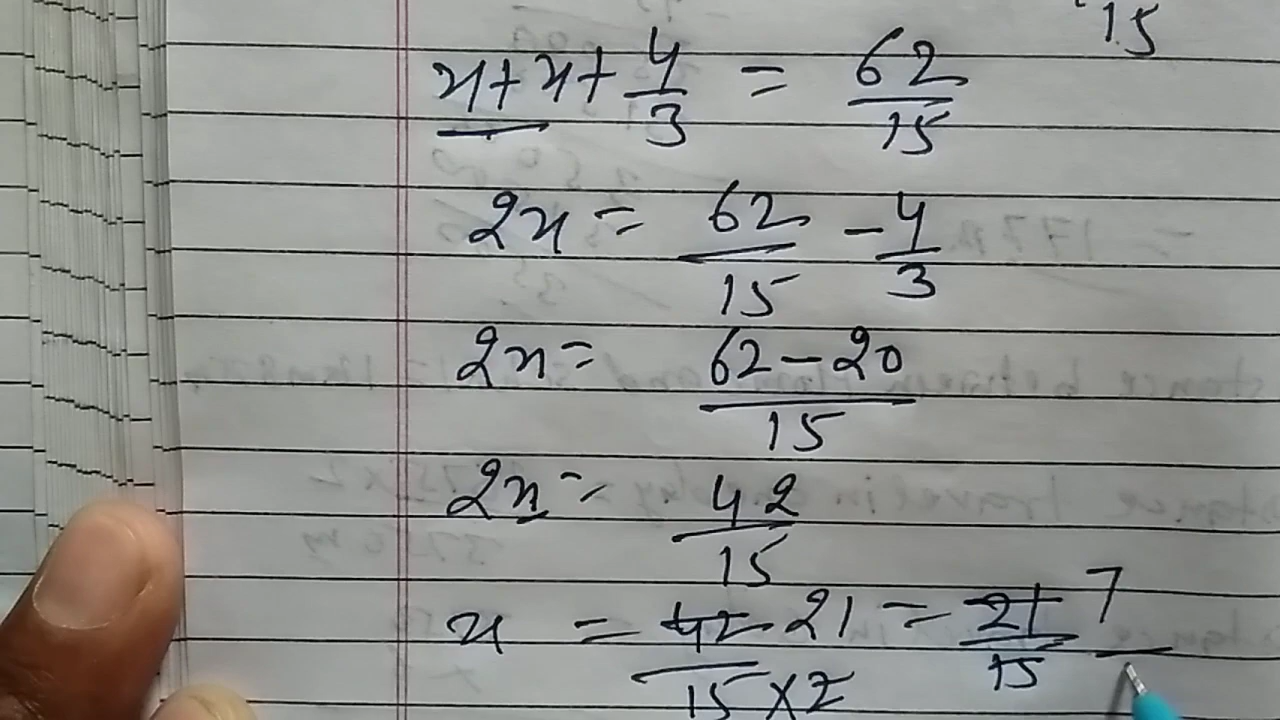 15
x + x + 4/3 = 62/15
2x = 62/15 - 4/3
2x = 62 - 20/15
2x = 42/15
x = 42 21/15 × 2 = 21/15 7